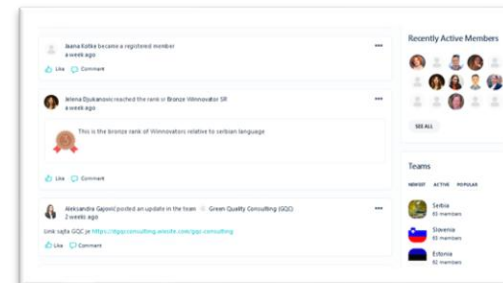 Jaana Kotka became a registered member
a week ago
Like Comment
Jelena Djukanovic reached the rank of Bronze Winnovator SR
a week ago
This is the bronze rank of Winnovators relative to serbian language
Like Comment
Aleksandra Gajović posted an update in the team Green Quality Consulting (GQC)
2 weeks ago
Link sajta GQC je
Like Comment
Recently Active Members
SEE ALL
Teams
NEWEST ACTIVE POPULAR
Serbia
83 members
Slovenia
members
Estonia
62 members